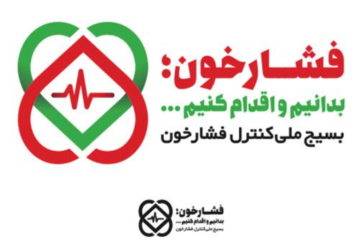 فشارخون؛
بدانیم و اقدام کنیم ...
بسیج ملی کنترل فشارخون
فشارخون؛
بدانیم و اقدام کنیم ...
بسیج ملی کنترل فشارخون